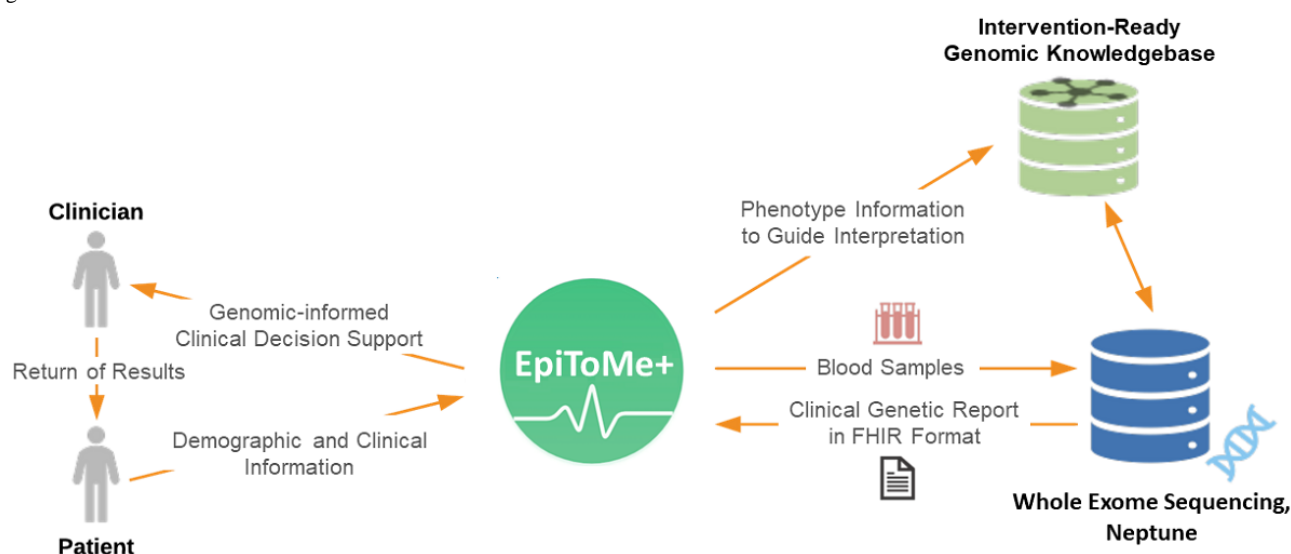 Intervention-Ready
Genomic Knowledgebase
Clinician
Phenotype Information
to Guide Interpretation
Genomic-informed
Clinical Decision Support
EpiToMe+
Return of Results
Blood Samples
Clinical Genetic Report
in FHIR Format
Demographic and Clinical
Information
Whole Exome Sequencing,
Neptune
Patient